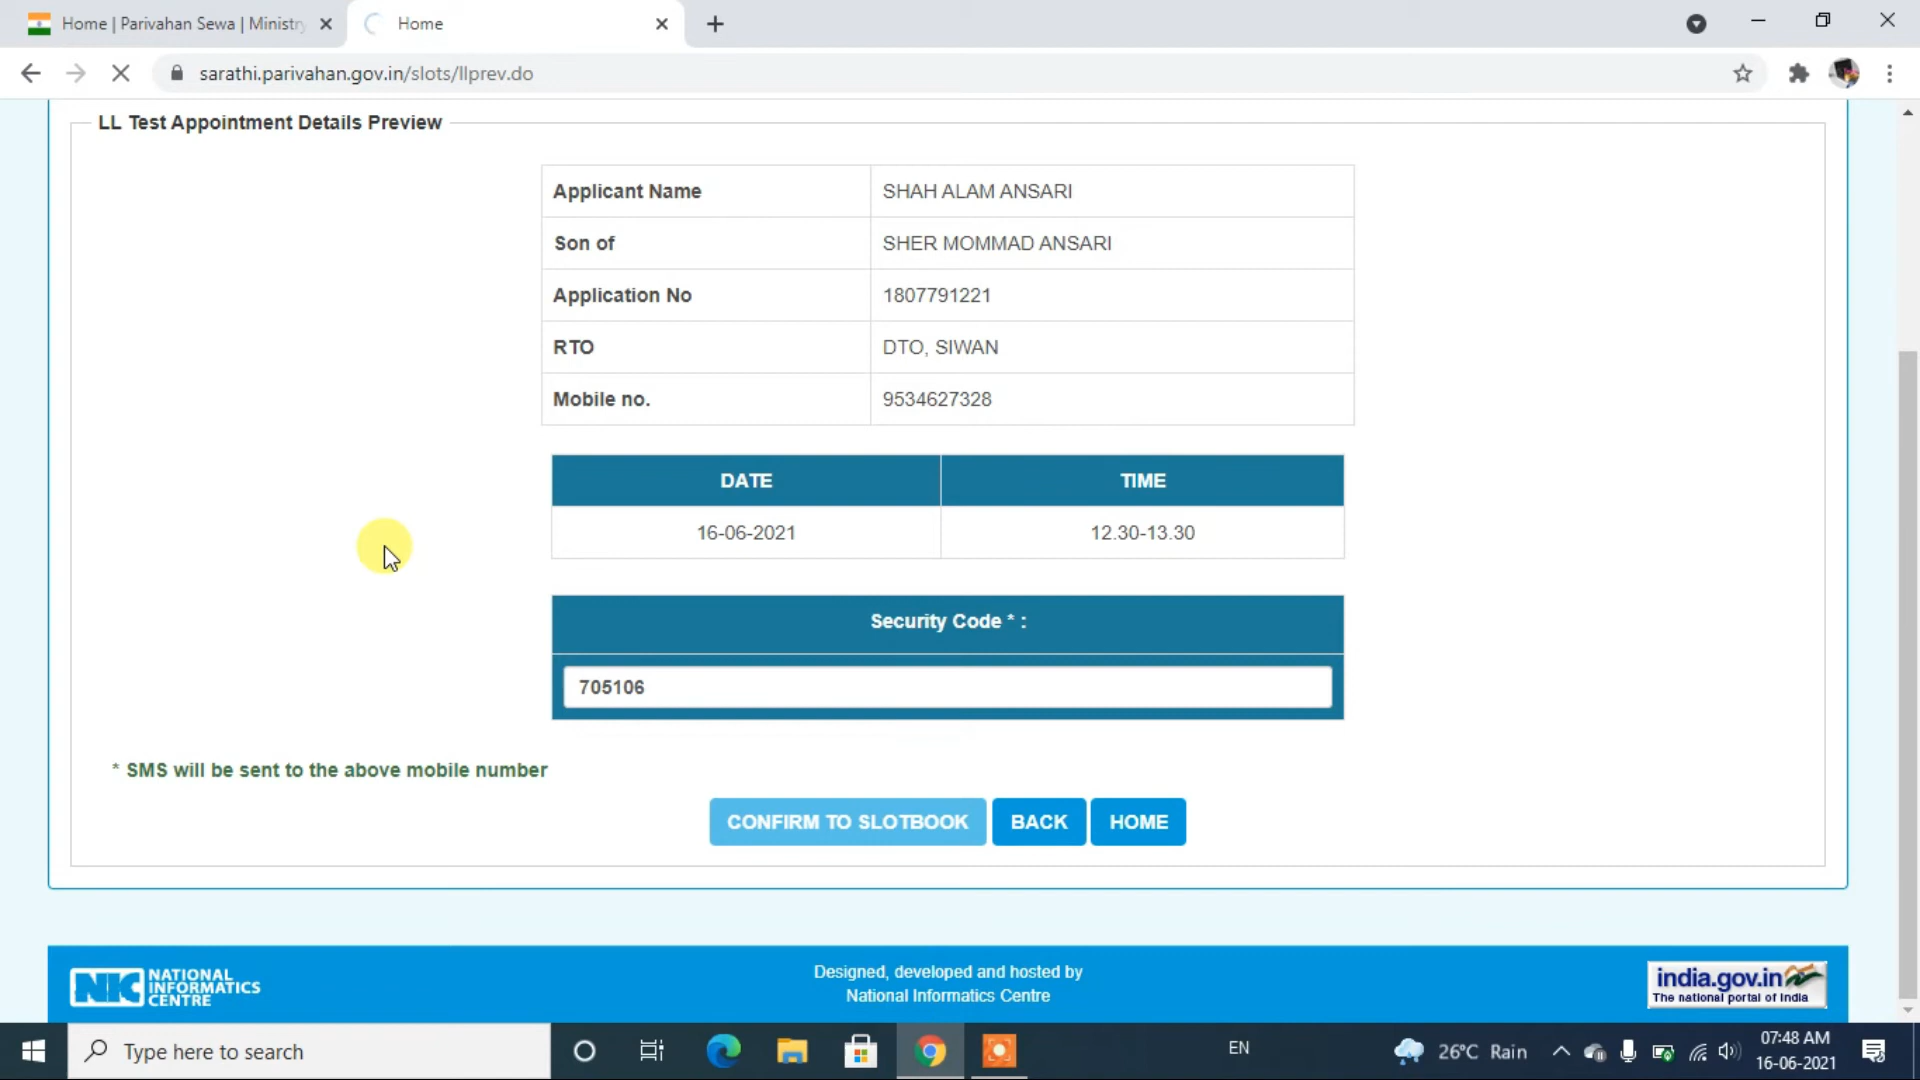 Home | Parivahan Sewa | Ministry
Home
sarathi.parivahan.gov.in/slots/llprev.do
LL Test Appointment Details Preview
Applicant Name SHAH ALAM ANSARI
Son of SHER MOMMAD ANSARI
Application No 1807791221
RTO DTO, SIWAN
Mobile no. 9534627328
DATE TIME
16-06-2021 12.30-13.30
Security Code * :
705106
* SMS will be sent to the above mobile number
CONFIRM TO SLOTBOOK BACK HOME
NIC NATIONAL INFORMATICS CENTRE
Designed, developed and hosted by
National Informatics Centre
india.gov.in
The national portal of India
Type here to search
EN
26°C Rain
07:48 AM
16-06-2021